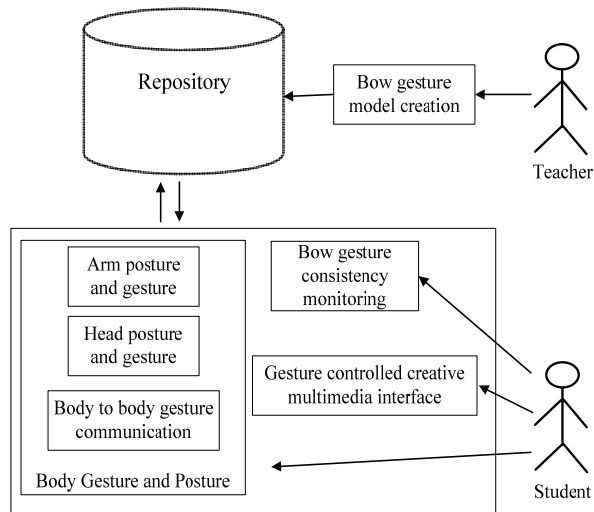 Repository
Bow gesture
model creation
Teacher
Arm posture
and gesture
Head posture
and gesture
Body to body gesture
communication
Body Gesture and Posture
Bow gesture
consistency
monitoring
Gesture controlled creative
multimedia interface
Student